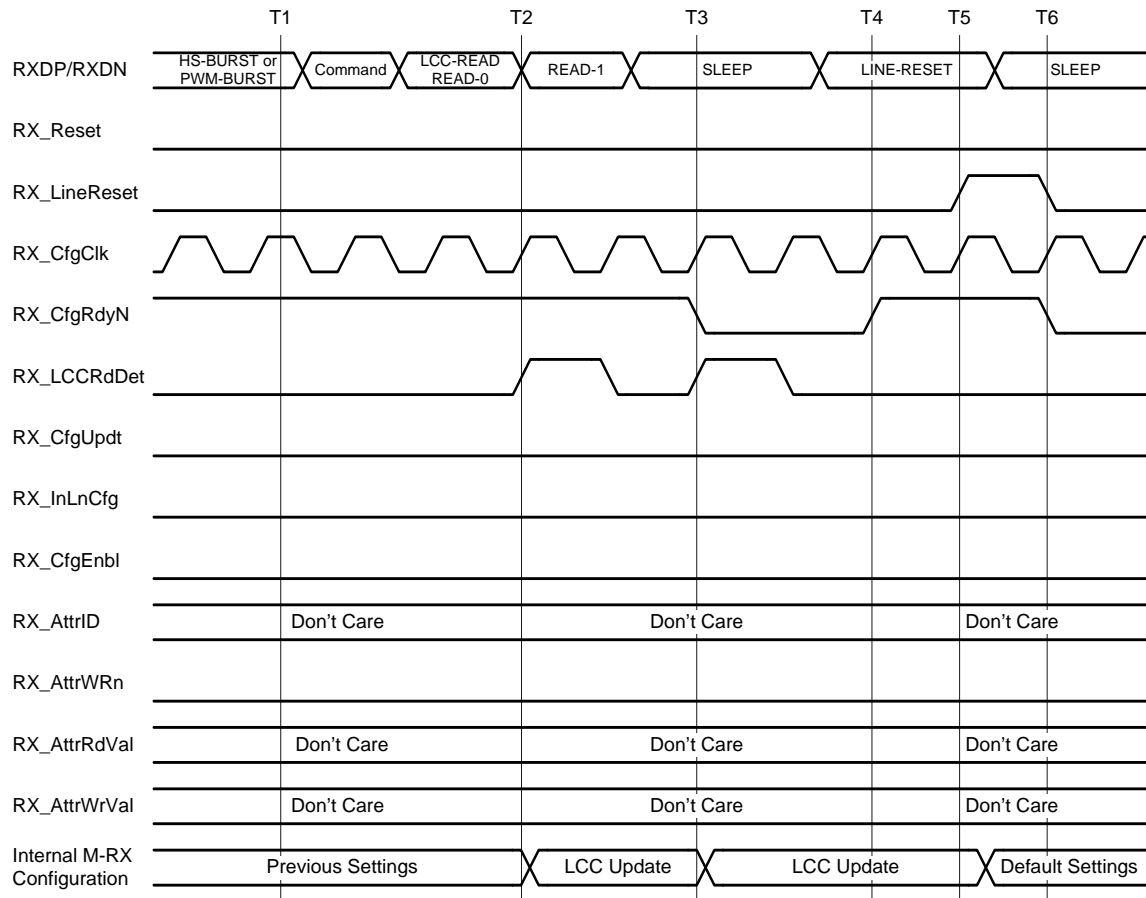 T1 T2 T3 T4 T5 T6
RXDP/RXDN HS-BURST or PWM-BURST Command LCC-READ READ-0 READ-1 SLEEP LINE-RESET SLEEP
RX_Reset
RX_LineReset
RX_CfgClk
RX_CfgRdyN
RX_LCCRdDet
RX_CfgUpdt
RX_InLnCfg
RX_CfgEnbl
RX_AttrID Don't Care Don't Care Don't Care
RX_AttrWRn
RX_AttrRdVal Don't Care Don't Care Don't Care
RX_AttrWrVal Don't Care Don't Care Don't Care
Internal M-RX
Configuration Previous Settings LCC Update LCC Update Default Settings